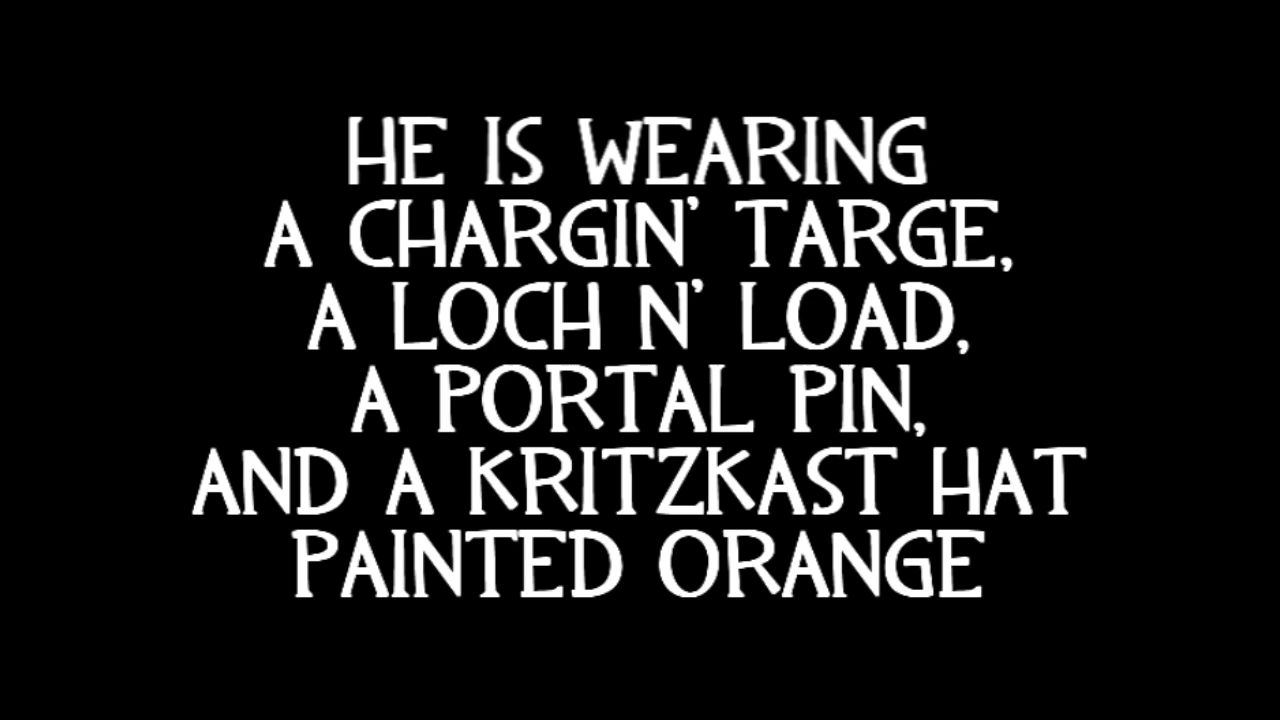 HE IS WEARING
A CHARGIN' TARGE,
A LOCH N' LOAD,
A PORTAL PIN,
AND A KRITZKAST HAT
PAINTED ORANGE